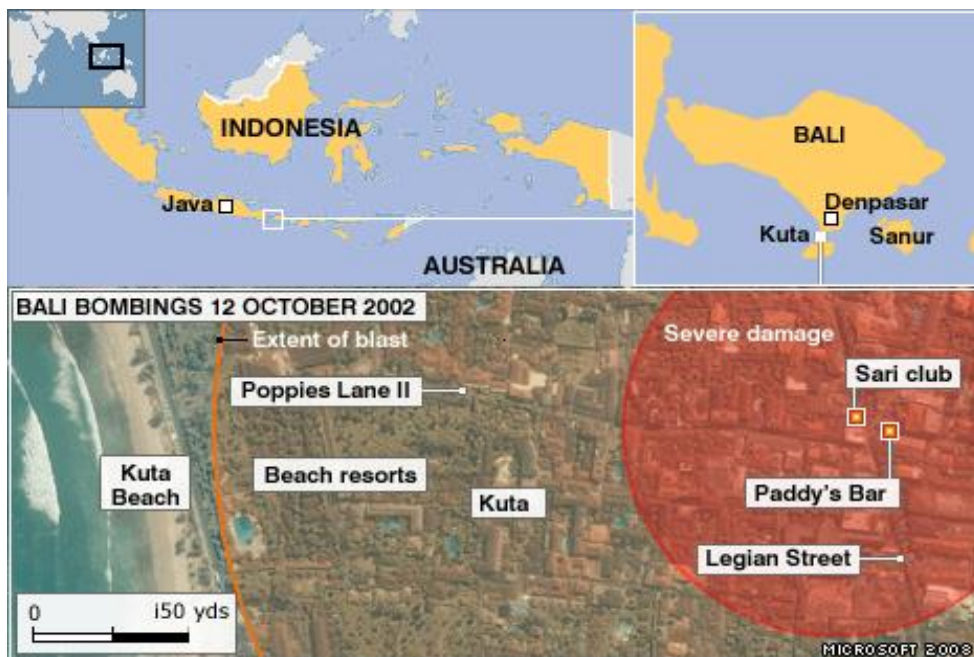 INDONESIA
Java
AUSTRALIA
BALI
Denpasar
Kuta
Sanur
BALI BOMBINGS 12 OCTOBER 2002
Extent of blast
Severe damage
Sari club
Poppies Lane II
Kuta
Beach
Beach resorts
Kuta
Paddy's Bar
Legian Street
0 i50 yds
MICROSOFT 2008